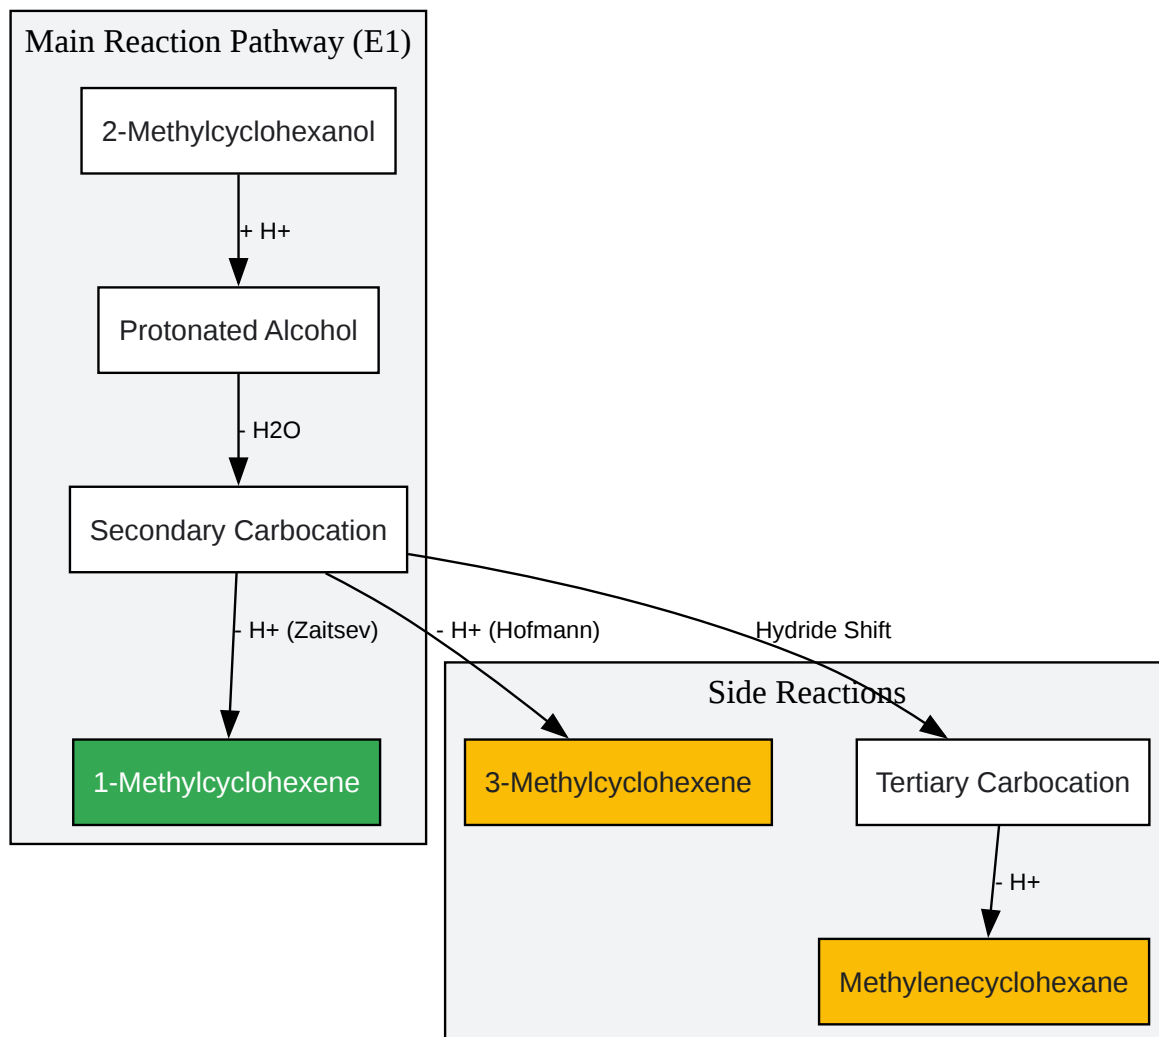 Main Reaction Pathway (E1)
2-Methylcyclohexanol
+ H+
Protonated Alcohol
- H2O
Secondary Carbocation
- H+ (Zaitsev)
- H+ (Hofmann)
Hydride Shift
Side Reactions
1-Methylcyclohexene
3-Methylcyclohexene
Tertiary Carbocation
- H+
Methylenecyclohexane